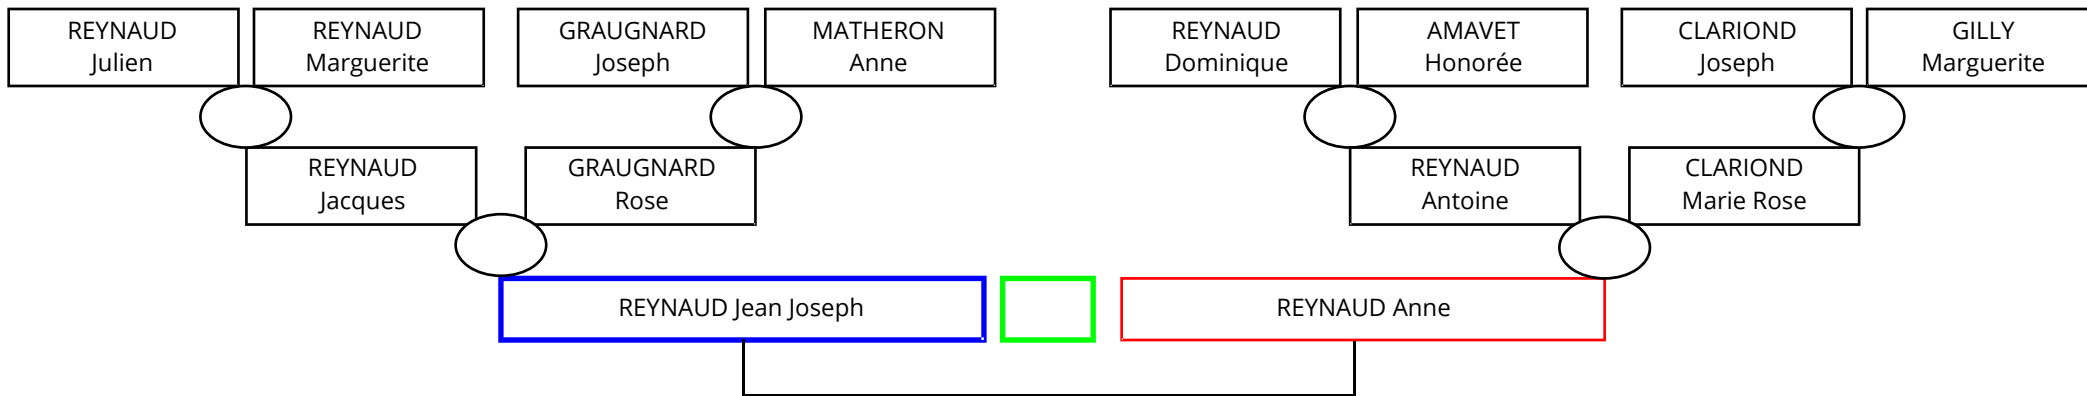 REYNAUD
Julien
REYNAUD
Marguerite
GRAUGNARD
Joseph
MATHERON
Anne
REYNAUD
Dominique
AMAVET
Honorée
CLARIOND
Joseph
GILLY
Marguerite
REYNAUD
Jacques
GRAUGNARD
Rose
REYNAUD
Antoine
CLARIOND
Marie Rose
REYNAUD Jean Joseph
REYNAUD Anne